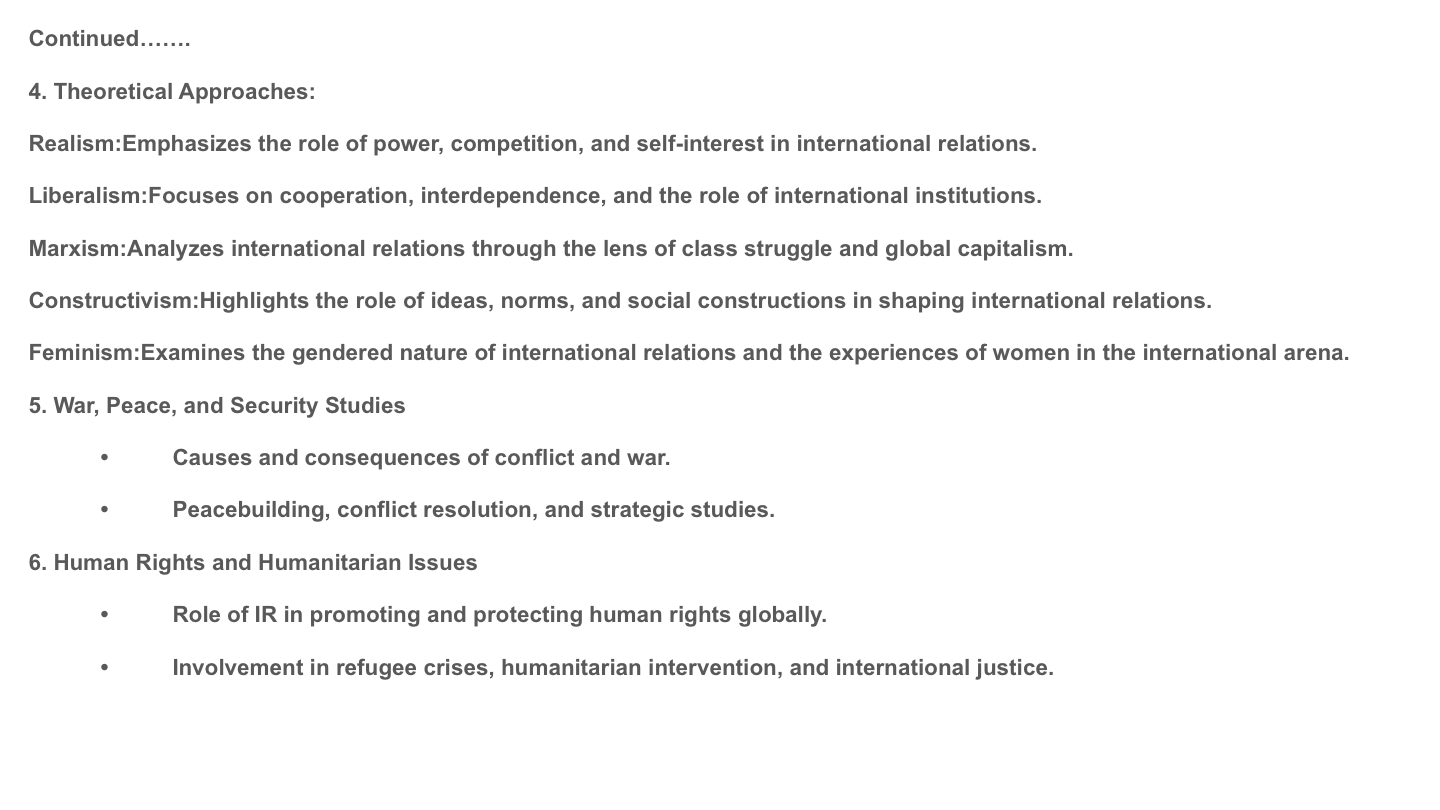 Continued…….
4. Theoretical Approaches:
Realism:Emphasizes the role of power, competition, and self-interest in international relations.
Liberalism:Focuses on cooperation, interdependence, and the role of international institutions.
Marxism:Analyzes international relations through the lens of class struggle and global capitalism.
Constructivism:Highlights the role of ideas, norms, and social constructions in shaping international relations.
Feminism:Examines the gendered nature of international relations and the experiences of women in the international arena.
5. War, Peace, and Security Studies
• Causes and consequences of conflict and war.
• Peacebuilding, conflict resolution, and strategic studies.
6. Human Rights and Humanitarian Issues
• Role of IR in promoting and protecting human rights globally.
• Involvement in refugee crises, humanitarian intervention, and international justice.